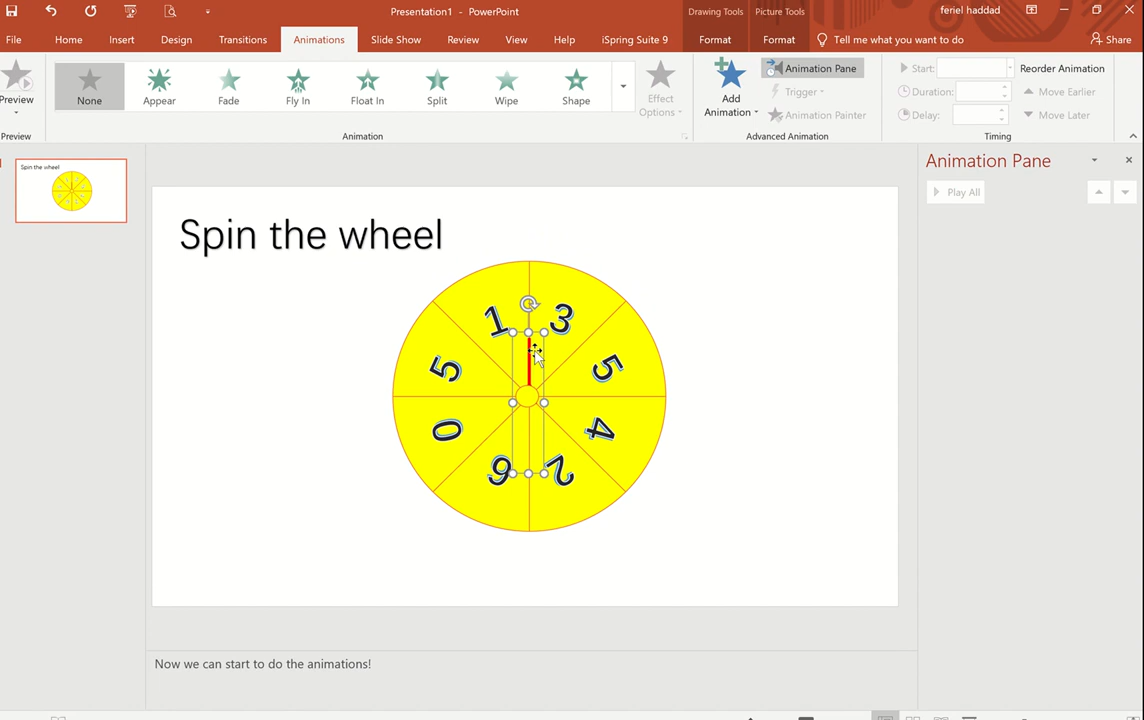 Presentation1 - PowerPoint
Drawing Tools
Picture Tools
feriel haddad
File
Home
Insert
Design
Transitions
Animations
Slide Show
Review
View
Help
iSpring Suite 9
Format
Format
Tell me what you want to do
Share
Preview
None
Appear
Fade
Fly In
Float In
Split
Wipe
Shape
Effect
Options
Add
Animation
Animation Pane
Trigger
Animation Painter
Start:
Duration:
Delay:
Reorder Animation
Move Earlier
Move Later
Preview
Animation
Advanced Animation
Timing
Spin the wheel
Spin the wheel
1
3
5
5
0
4
6
2
Animation Pane
Play All
Now we can start to do the animations!